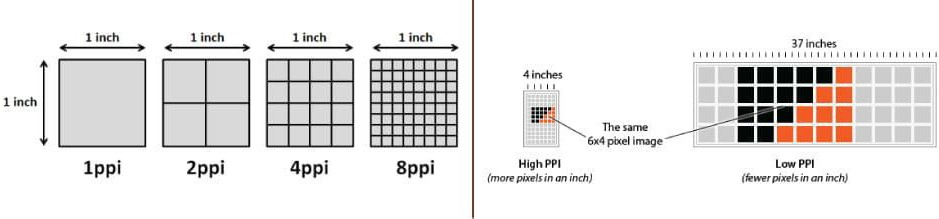 1 inch
1 inch
1 inch
1 inch
1 inch
1ppi
2ppi
4ppi
8ppi
4 inches
37 inches
The same
6x4 pixel image
High PPI
(more pixels in an inch)
Low PPI
(fewer pixels in an inch)